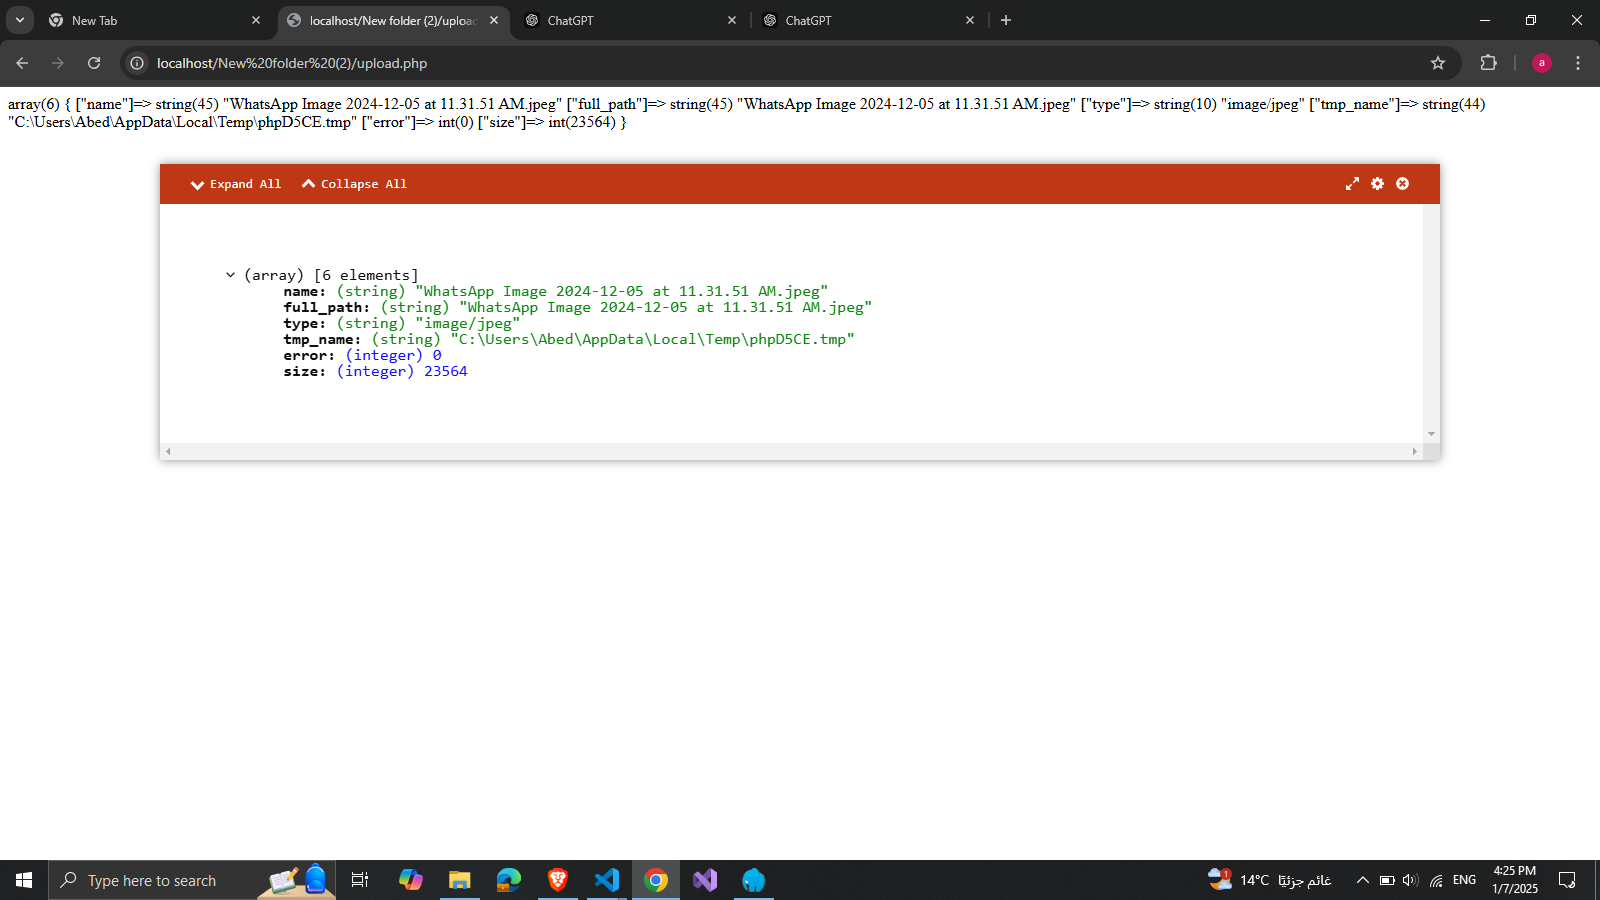 New Tab
localhost/New folder (2)/uploa
ChatGPT
ChatGPT
localhost/New%20folder%20(2)/upload.php
a
array(6) { ["name"]=> string(45) "WhatsApp Image 2024-12-05 at 11.31.51 AM.jpeg" ["full_path"]=> string(45) "WhatsApp Image 2024-12-05 at 11.31.51 AM.jpeg" ["type"]=> string(10) "image/jpeg" ["tmp_name"]=> string(44)
"C:\Users\Abed\AppData\Local\Temp\phpD5CE.tmp" ["error"]=> int(0) ["size"]=> int(23564) }
Expand All Collapse All
(array) [6 elements]
name: (string) "WhatsApp Image 2024-12-05 at 11.31.51 AM.jpeg"
full_path: (string) "WhatsApp Image 2024-12-05 at 11.31.51 AM.jpeg"
type: (string) "image/jpeg"
tmp_name: (string) "C:\Users\Abed\AppData\Local\Temp\phpD5CE.tmp"
error: (integer) 0
size: (integer) 23564
Type here to search
1
14°C غائم جزئيًا
ENG
4:25 PM
1/7/2025